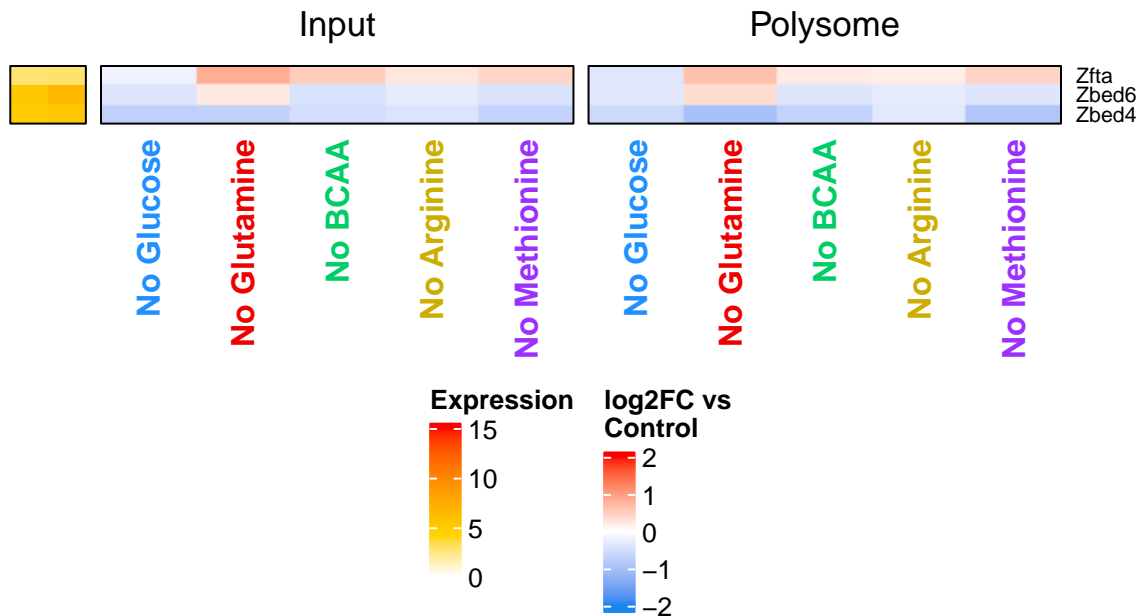 Input
Polysome
Zfta
Zbed6
Zbed4
No Glucose
No Glutamine
No BCAA
No Arginine
No Methionine
No Glucose
No Glutamine
No BCAA
No Arginine
No Methionine
Expression
15
10
5
0
log2FC vs
Control
2
1
0
−1
−2